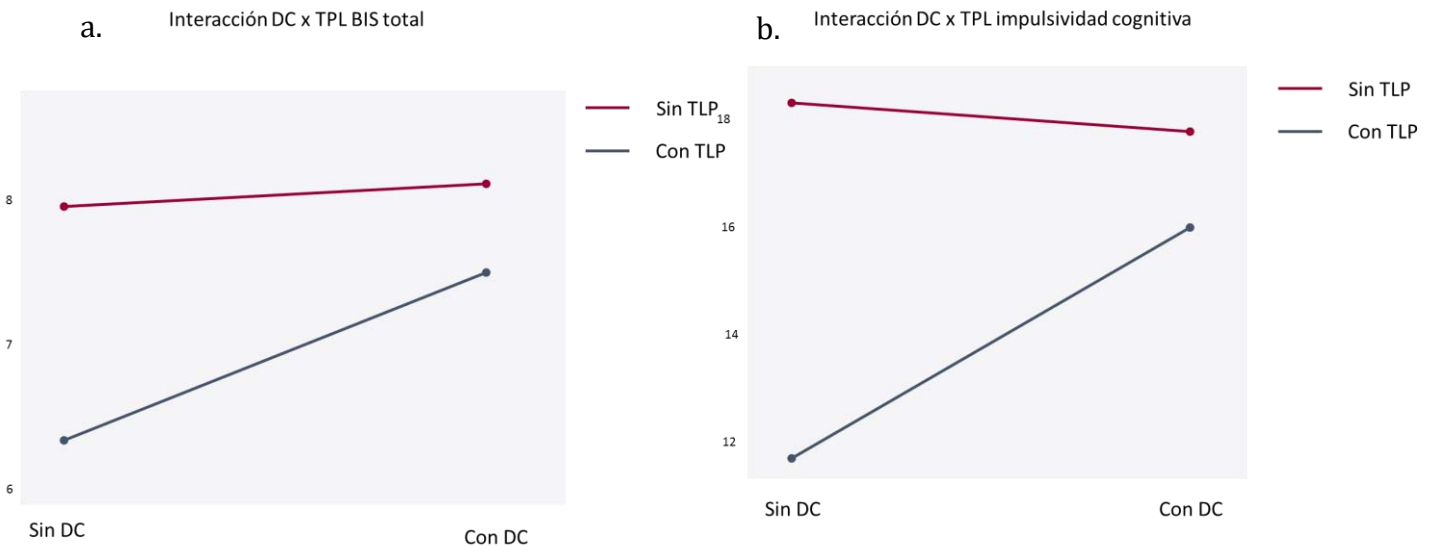 a.
Interacción DC x TPL BIS total
Sin TLP
Con TLP
8
7
6
Sin DC
Con DC
b.
Interacción DC x TPL impulsividad cognitiva
Sin TLP
Con TLP
18
16
14
12
Sin DC
Con DC